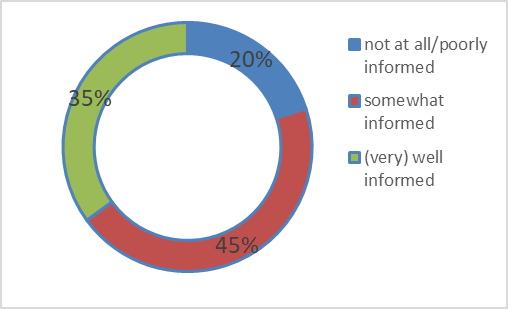 20%
35%
45%
not at all/poorly
informed
somewhat
informed
(very) well
informed